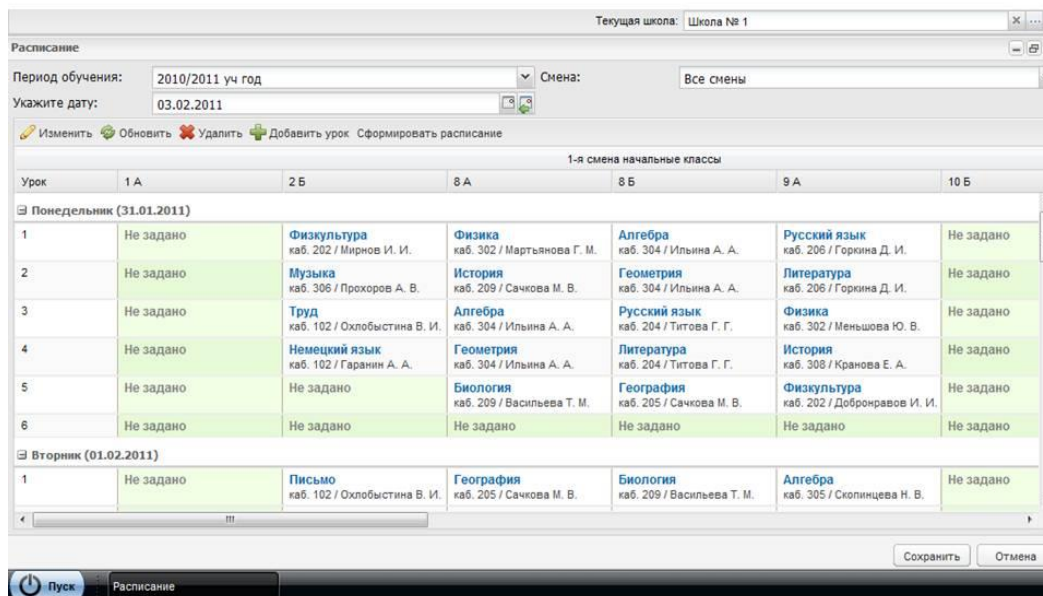 Текущая школа: Школа № 1
Расписание
Период обучения: 2010/2011 уч год Смена: Все смены
Укажите дату: 03.02.2011
Изменить Обновить Удалить Добавить урок Сформировать расписание
1-я смена начальные классы
Урок 1 А 2 Б 8 А 8 Б 9 А 10 Б
Понедельник (31.01.2011)
1 Не задано Физкультура Физика Алгебра Русский язык Не задано
каб. 202 / Мирнов И. И. каб. 302 / Мартьянова Г. М. каб. 304 / Ильина А. А. каб. 206 / Горкина Д. И.
2 Не задано Музыка История Геометрия Литература Не задано
каб. 306 / Прохоров А. В. каб. 209 / Сачкова М. В. каб. 304 / Ильина А. А. каб. 206 / Горкина Д. И.
3 Не задано Труд Алгебра Русский язык Физика Не задано
каб. 102 / Охлобыстина В. И. каб. 304 / Ильина А. А. каб. 204 / Титова Г. Г. каб. 302 / Меньшова Ю. В.
4 Не задано Немецкий язык Геометрия Литература История Не задано
каб. 102 / Гаранин А. А. каб. 304 / Ильина А. А. каб. 204 / Титова Г. Г. каб. 308 / Кранова Е. А.
5 Не задано Не задано Биология География Физкультура Не задано
каб. 209 / Васильева Т. М. каб. 205 / Сачкова М. В. каб. 202 / Добронравов И. И.
6 Не задано Не задано Не задано Не задано Не задано Не задано
Вторник (01.02.2011)
1 Не задано Письмо География Биология Алгебра Не задано
каб. 102 / Охлобыстина В. И. каб. 205 / Сачкова М. В. каб. 209 / Васильева Т. М. каб. 305 / Скопинцева Н. В.
Сохранить Отмена
Пуск Расписание